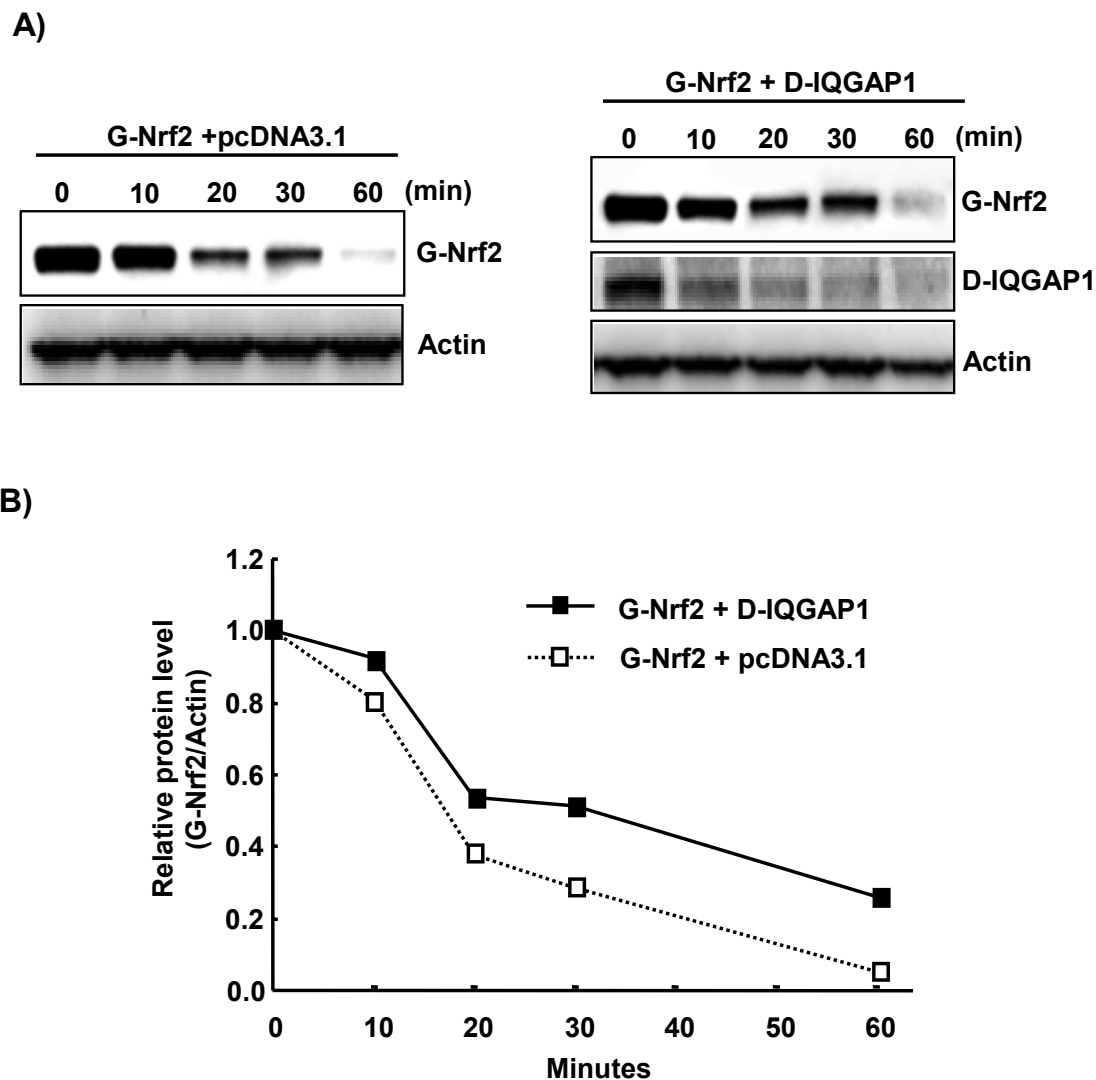 A)
G-Nrf2 +pcDNA3.1
0 10 20 30 60 (min)
G-Nrf2
Actin
G-Nrf2 + D-IQGAP1
0 10 20 30 60 (min)
G-Nrf2
D-IQGAP1
Actin
B)
Relative protein level
(G-Nrf2/Actin)
1.2
1.0
0.8
0.6
0.4
0.2
0.0
G-Nrf2 + D-IQGAP1
G-Nrf2 + pcDNA3.1
0 10 20 30 40 50 60
Minutes